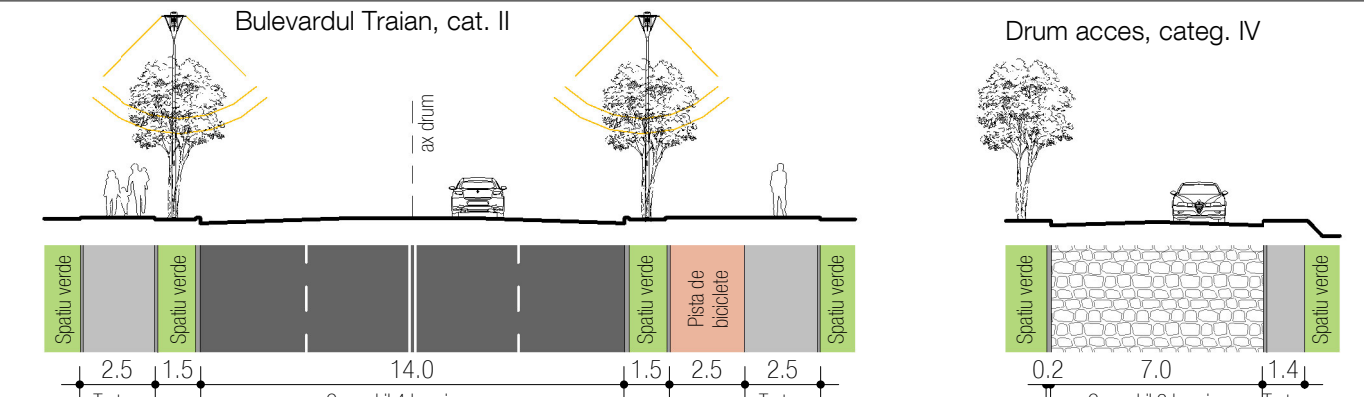 Bulevardul Traian, cat. II
Drum acces, categ. IV
ax drum
Spatiu verde
Spatiu verde
Spatiu verde
Pista de
biciclete
Spatiu verde
Spatiu verde
Spatiu verde
2.5 1.5 14.0 1.5 2.5 2.5
0.2 7.0 1.4